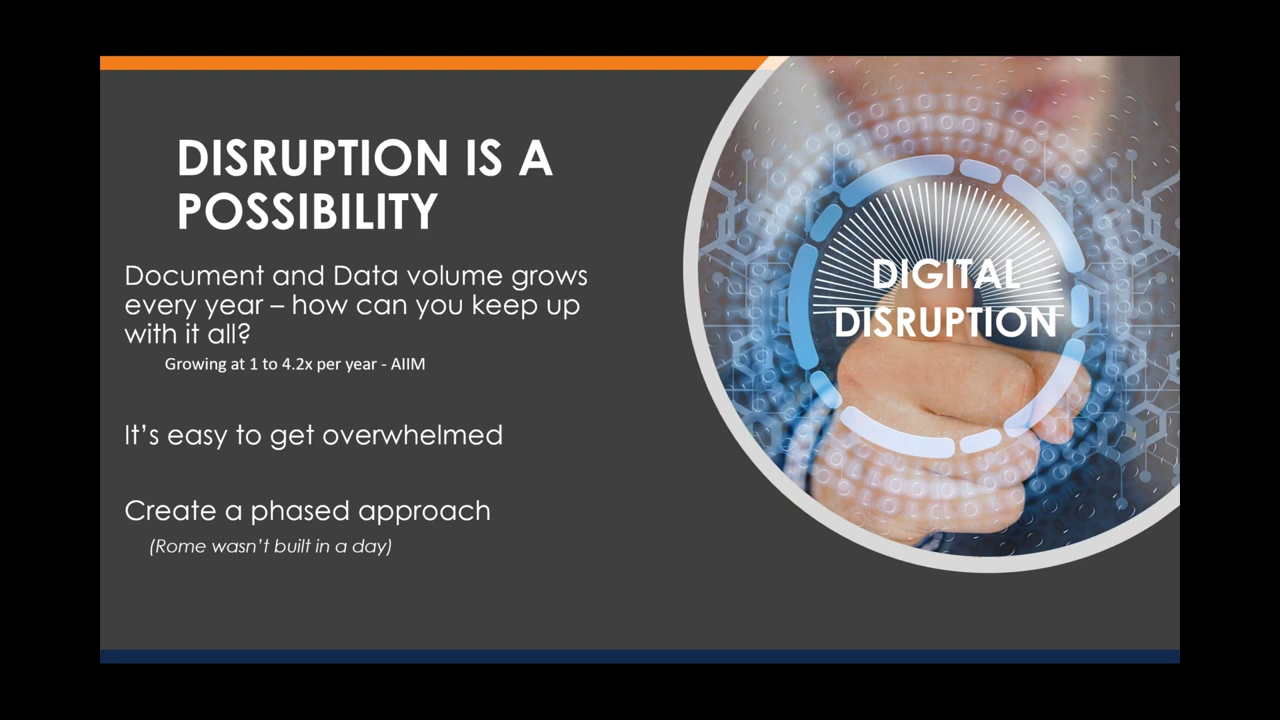 DISRUPTION IS A
POSSIBILITY
Document and Data volume grows
every year – how can you keep up
with it all?
Growing at 1 to 4.2x per year - AIIM
It’s easy to get overwhelmed
Create a phased approach
(Rome wasn’t built in a day)
DIGITAL
DISRUPTION